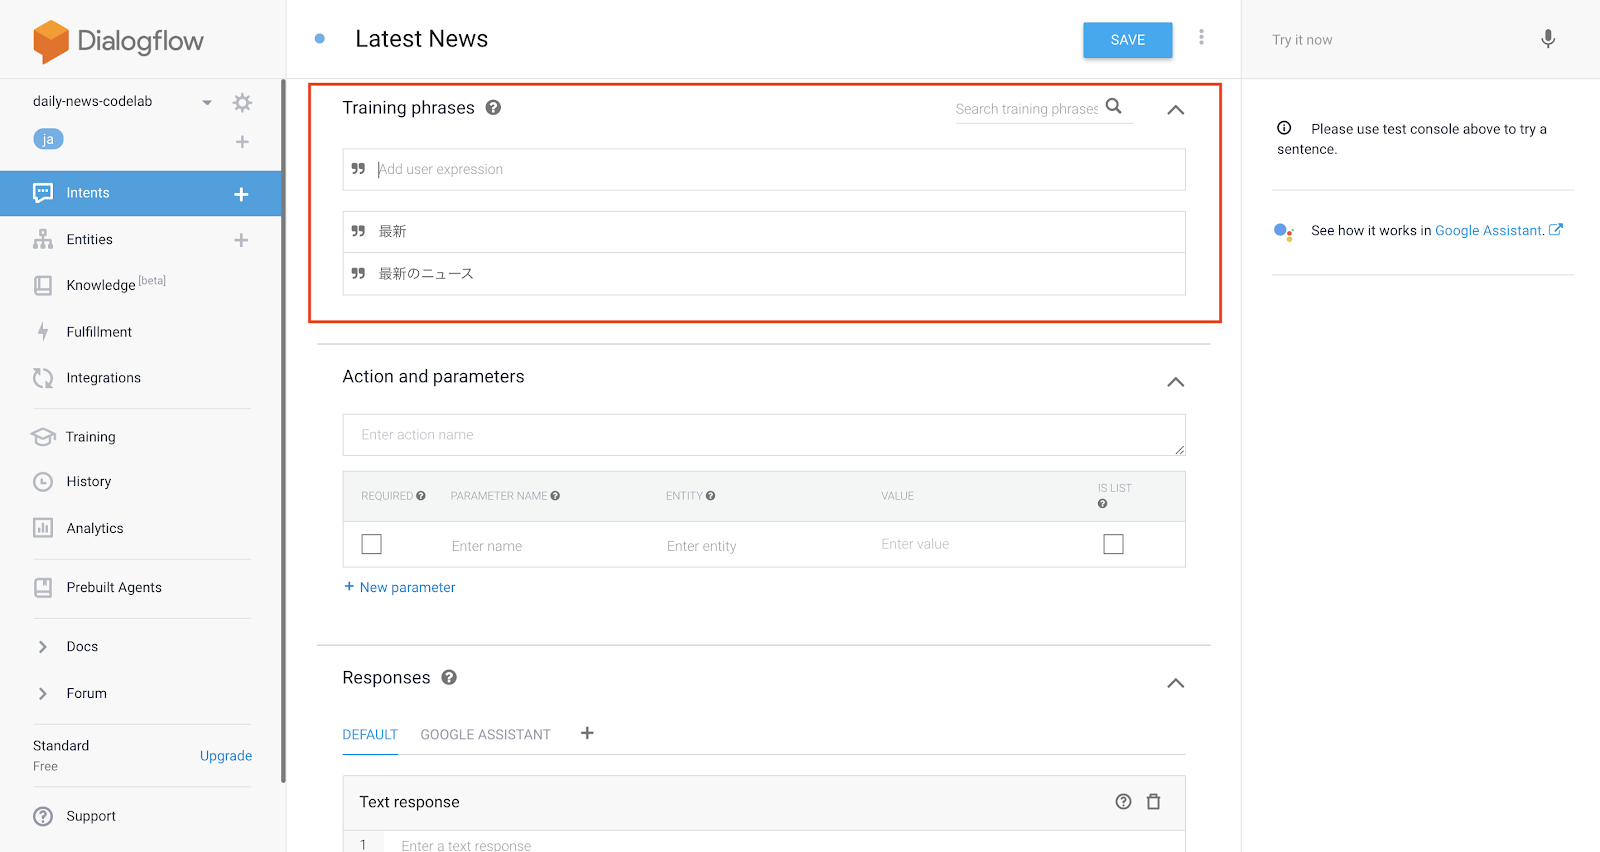 Dialogflow
daily-news-codelab
ja
Intents
Entities
Knowledge [beta]
Fulfillment
Integrations
Training
History
Analytics
Prebuilt Agents
Docs
Forum
Standard
Free
Upgrade
Support
Latest News
SAVE
Training phrases
Search training phrases
Add user expression
最新
最新のニュース
Action and parameters
Enter action name
REQUIRED PARAMETER NAME ENTITY VALUE IS LIST
Enter name Enter entity Enter value
+ New parameter
Responses
DEFAULT GOOGLE ASSISTANT +
Text response
1 Enter a text response
Try it now
Please use test console above to try a
sentence.
See how it works in Google Assistant.